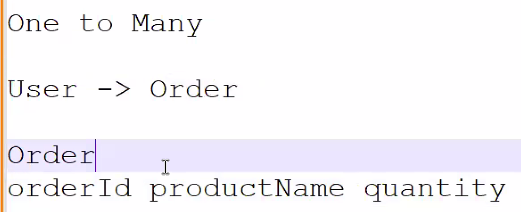 One to Many
User -> Order
Order
orderId productName quantity